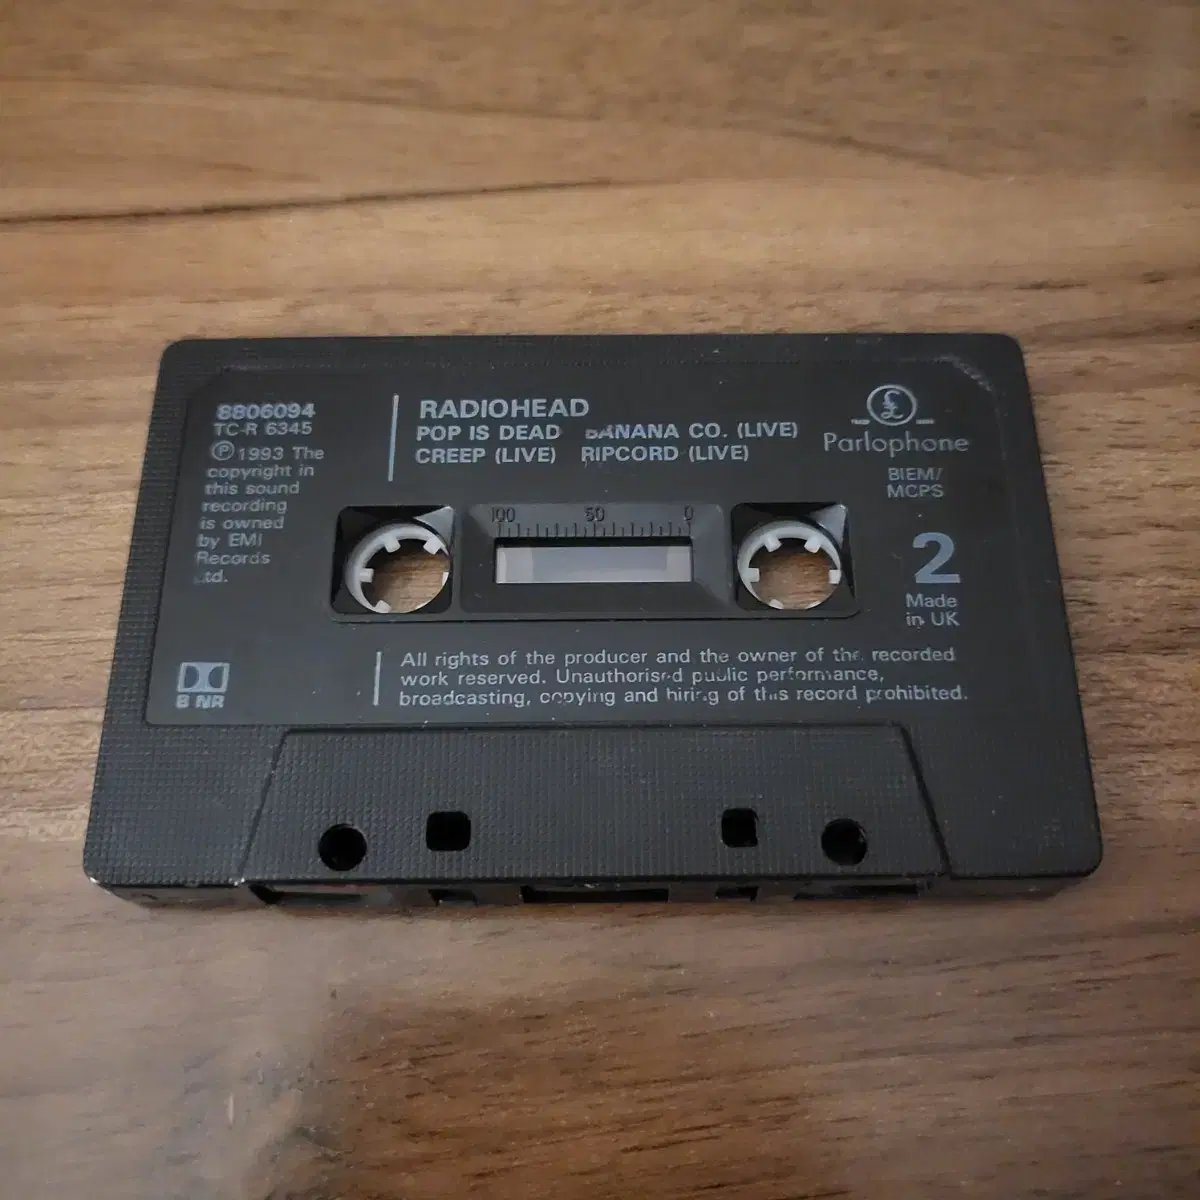 8806094
TC-R 6345
Ⓟ 1993 The
copyright in
this sound
recording
is owned
by EMI
Records
Ltd.
RADIOHEAD
POP IS DEAD BANANA CO. (LIVE)
CREEP (LIVE) RIPCORD (LIVE)
£
Parlophone
BIEM/
MCPS
100 50 0
2
Made
in UK
B NR
All rights of the producer and the owner of the recorded
work reserved. Unauthorised public performance,
broadcasting, copying and hiring of this record prohibited.